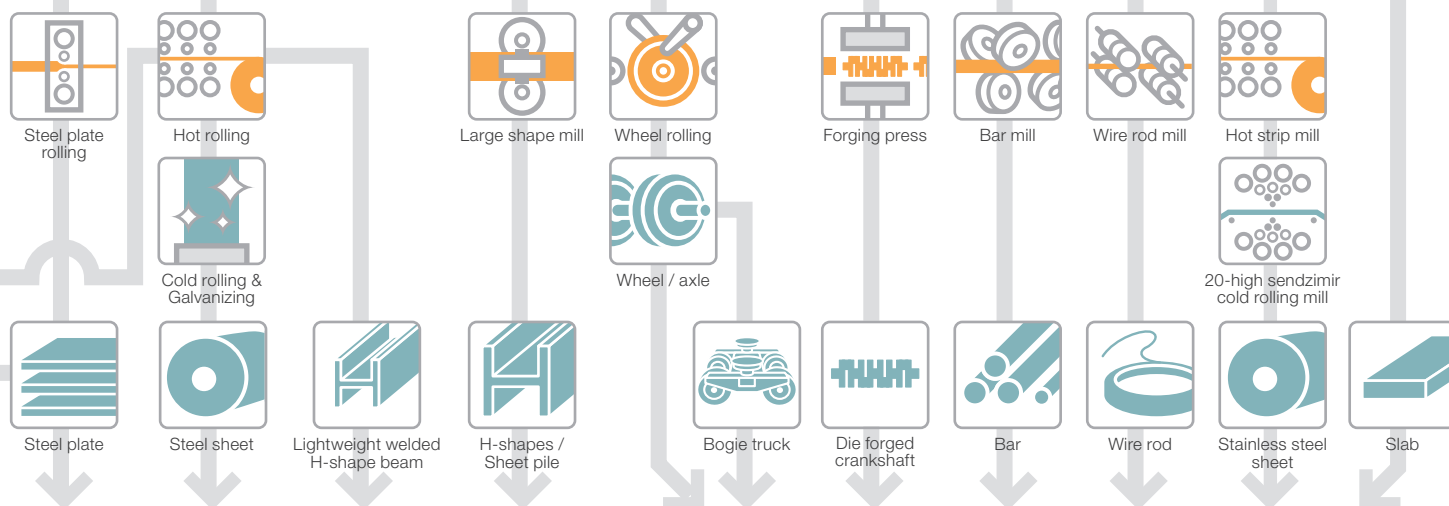 Steel plate
rolling
Hot rolling
Large shape mill
Wheel rolling
Forging press
Bar mill
Wire rod mill
Hot strip mill
Cold rolling &
Galvanizing
Wheel / axle
20-high sendzimir
cold rolling mill
Steel plate
Steel sheet
Lightweight welded
H-shape beam
H-shapes /
Sheet pile
Bogie truck
Die forged
crankshaft
Bar
Wire rod
Stainless steel
sheet
Slab